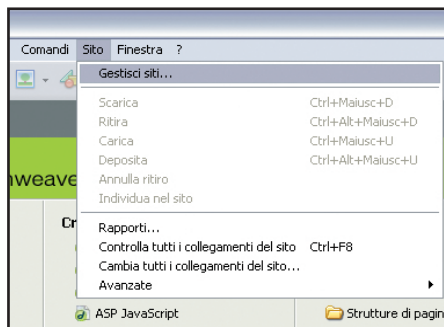 Comandi Sito Finestra ?
Gestisci siti...
Scarica Ctrl+Maiusc+D
Ritira Ctrl+Alt+Maiusc+D
Carica Ctrl+Maiusc+U
Deposita Ctrl+Alt+Maiusc+U
Annulla ritiro
Individua nel sito
Rapporti...
Controlla tutti i collegamenti del sito Ctrl+F8
Cambia tutti i collegamenti del sito...
Avanzate
nweave
Cr
ASP JavaScript
Strutture di pagin